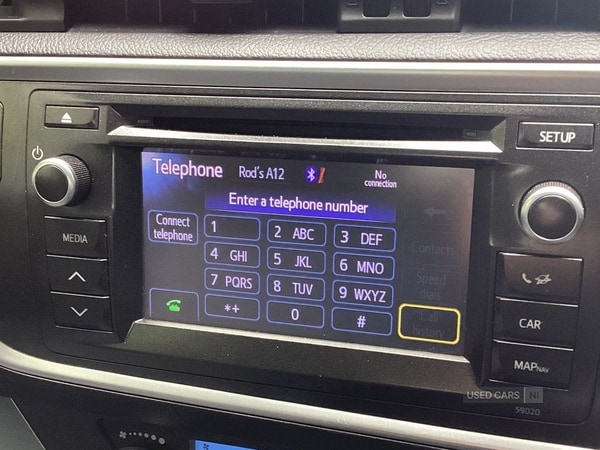 SETUP
Telephone Rod's A12 No connection
Enter a telephone number
Connect telephone
1
2 ABC
3 DEF
Contacts
MEDIA
4 GHI
5 JKL
6 MNO
Speed dials
7 PQRS
8 TUV
9 WXYZ
*+
0
#
Call history
CAR
MAP NAV
USED CARS NI
59020